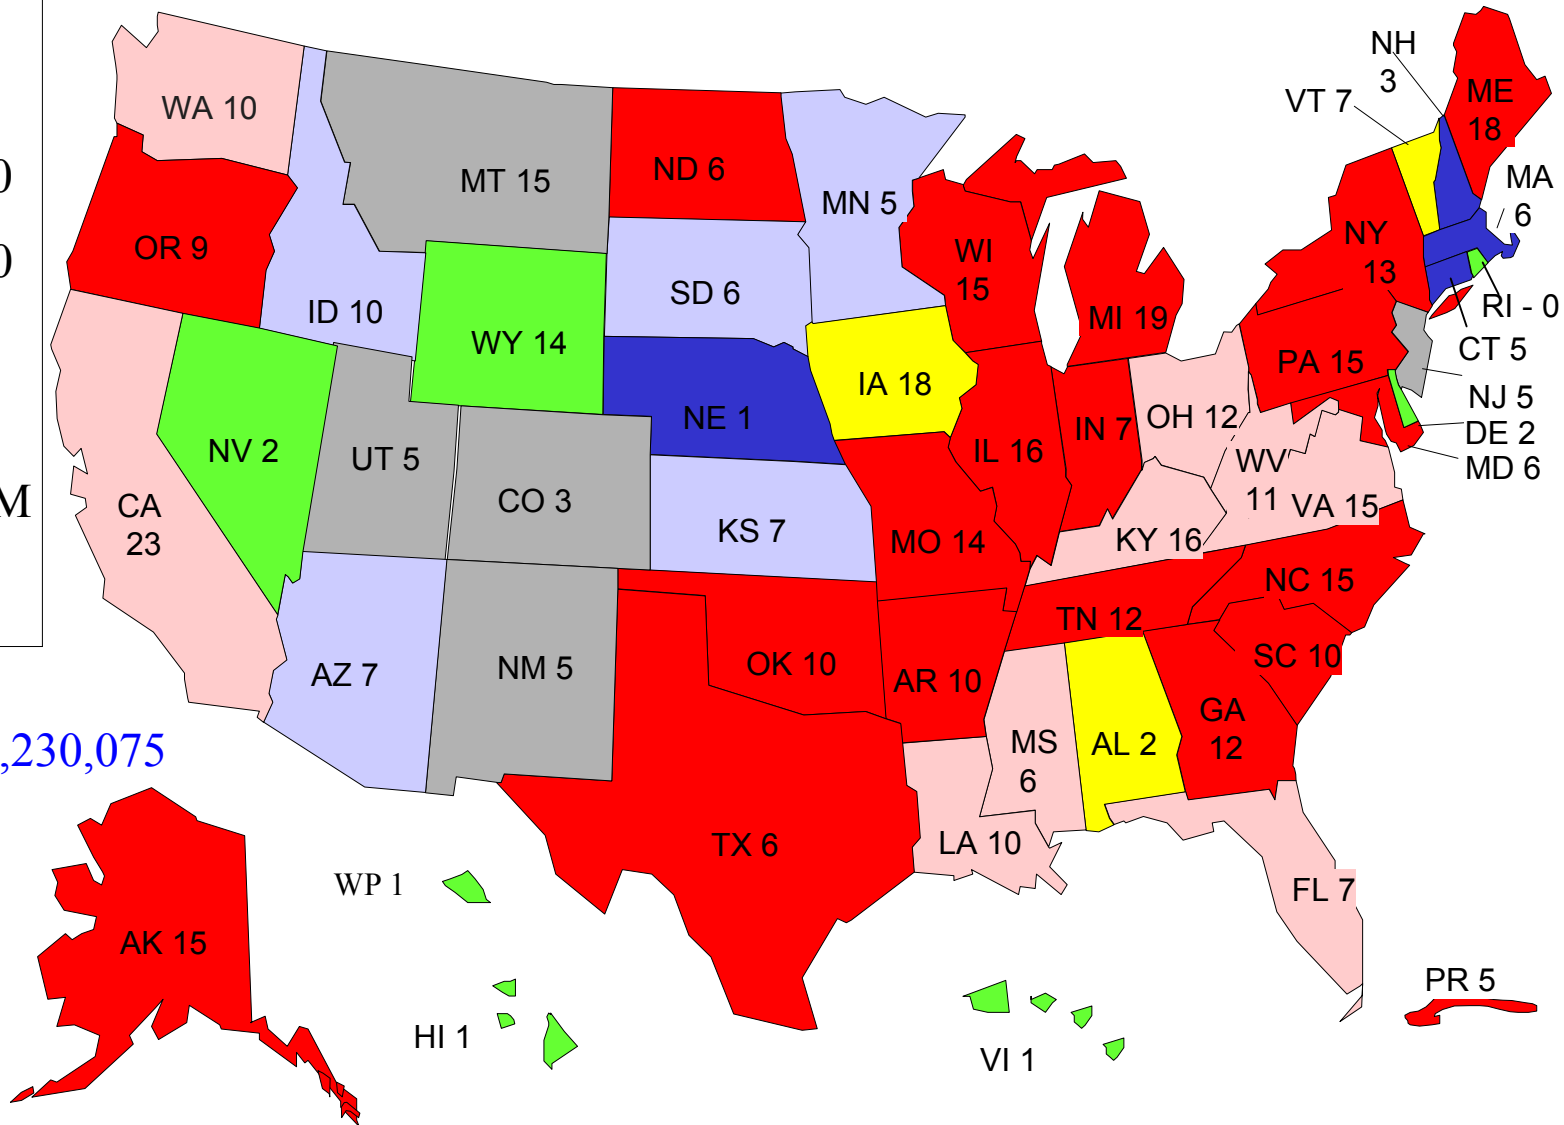 NH
3
VT 7
ME
18
WA 10
0
MT 15
ND 6
MN 5
MA
6
OR 9
NY
13
WI
15
0
SD 6
ID 10
RI - 0
MI 19
WY 14
CT 5
PA 15
IA 18
NJ 5
NE 1
OH 12
IN 7
DE 2
NV 2
UT 5
IL 16
WV
11
MD 6
M
CA
23
CO 3
VA 15
KS 7
MO 14
KY 16
NC 15
TN 12
AZ 7
NM 5
OK 10
AR 10
SC 10
GA
12
,230,075
MS
6
AL 2
TX 6
LA 10
WP 1
FL 7
AK 15
PR 5
HI 1
VI 1